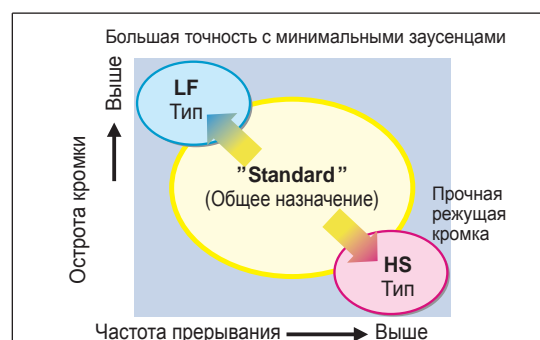 Большая точность с минимальными заусенцами
LF
Тип
Острота кромки
Выше
”Standard”
(Общее назначение)
Прочная
режущая
кромка
HS
Тип
Частота прерывания
Выше